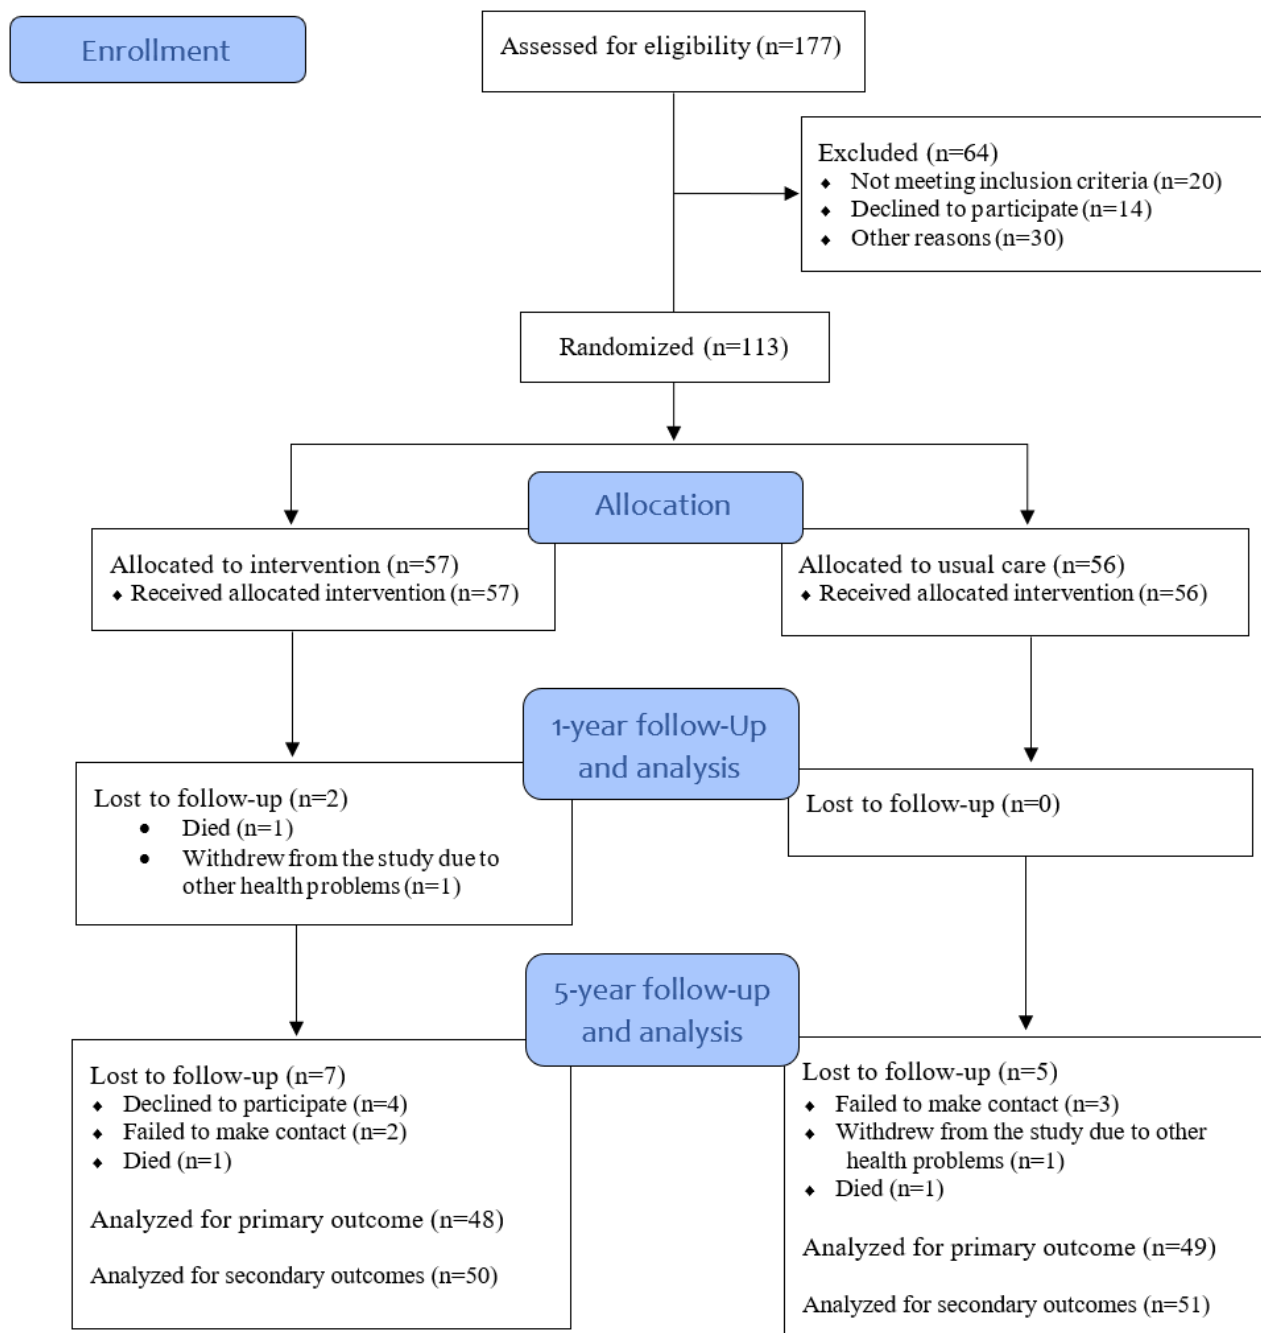 Enrollment
Assessed for eligibility (n=177)
Excluded (n=64)
⬥ Not meeting inclusion criteria (n=20)
⬥ Declined to participate (n=14)
⬥ Other reasons (n=30)
Randomized (n=113)
Allocation
Allocated to intervention (n=57)
⬥ Received allocated intervention (n=57)
Allocated to usual care (n=56)
⬥ Received allocated intervention (n=56)
1-year follow-Up
and analysis
Lost to follow-up (n=2)
• Died (n=1)
• Withdrew from the study due to
other health problems (n=1)
Lost to follow-up (n=0)
5-year follow-up
and analysis
Lost to follow-up (n=7)
⬥ Declined to participate (n=4)
⬥ Failed to make contact (n=2)
⬥ Died (n=1)
Analyzed for primary outcome (n=48)
Analyzed for secondary outcomes (n=50)
Lost to follow-up (n=5)
⬥ Failed to make contact (n=3)
⬥ Withdrew from the study due to other
health problems (n=1)
⬥ Died (n=1)
Analyzed for primary outcome (n=49)
Analyzed for secondary outcomes (n=51)